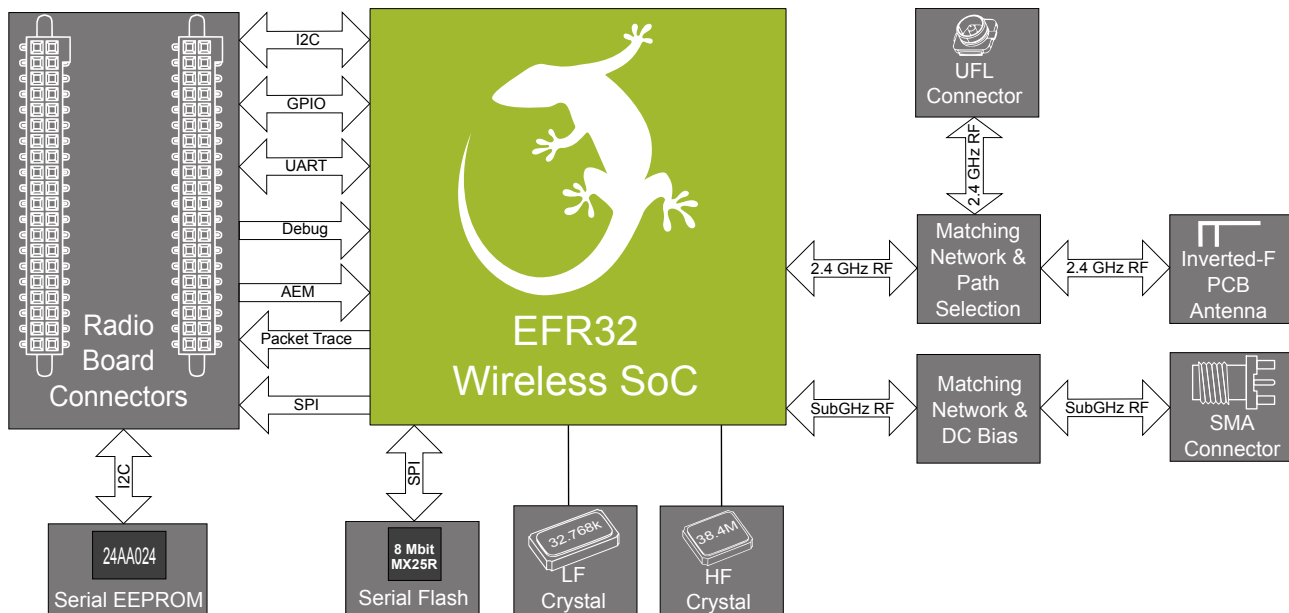 I2C
GPIO
UART
Debug
AEM
Packet Trace
SPI
Radio
Board
Connectors
EFR32
Wireless SoC
UFL
Connector
2.4 GHz RF
2.4 GHz RF
Matching
Network &
Path
Selection
2.4 GHz RF
Inverted-F
PCB
Antenna
SubGHz RF
Matching
Network &
DC Bias
SubGHz RF
SMA
Connector
I2C
24AA024
Serial EEPROM
SPI
8 Mbit
MX25R
Serial Flash
32.768k
LF
Crystal
38.4M
HF
Crystal